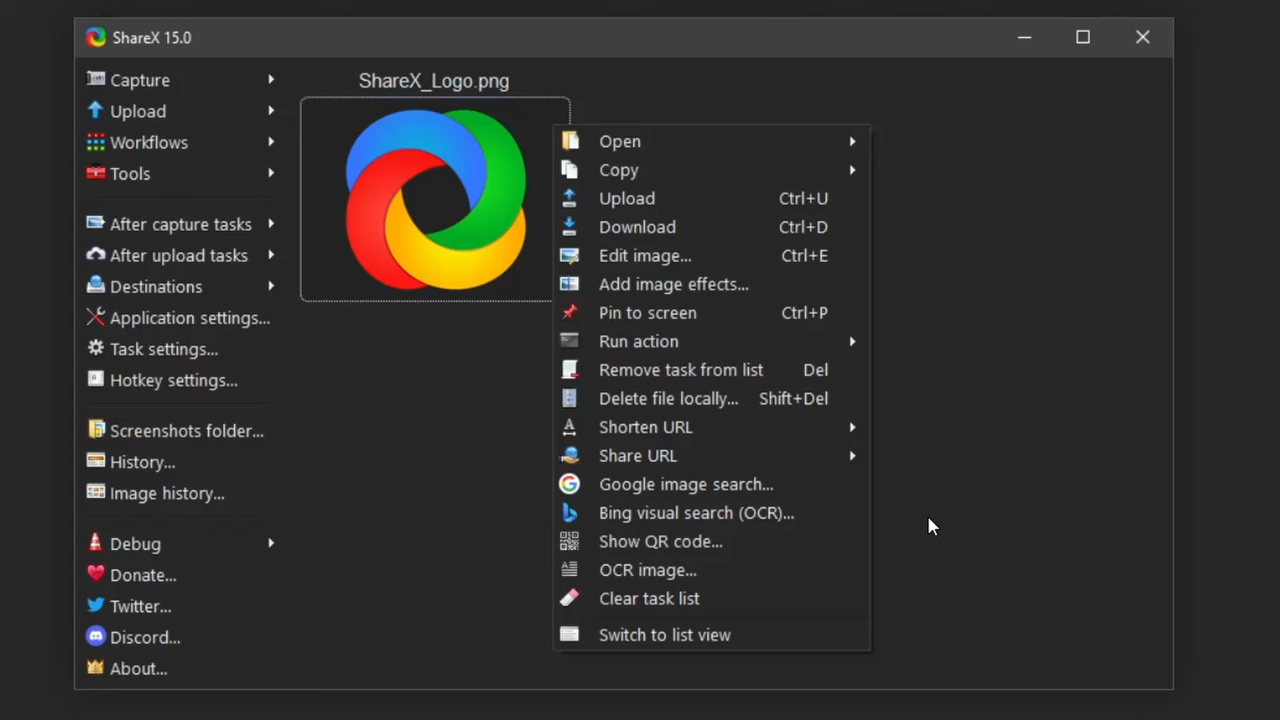 ShareX 15.0
Capture
Upload
Workflows
Tools
After capture tasks
After upload tasks
Destinations
Application settings...
Task settings...
Hotkey settings...
Screenshots folder...
History...
Image history...
Debug
Donate...
Twitter...
Discord...
About...
ShareX_Logo.png
Open
Copy
Upload Ctrl+U
Download Ctrl+D
Edit image... Ctrl+E
Add image effects...
Pin to screen Ctrl+P
Run action
Remove task from list Del
Delete file locally... Shift+Del
Shorten URL
Share URL
Google image search...
Bing visual search (OCR)...
Show QR code...
OCR image...
Clear task list
Switch to list view